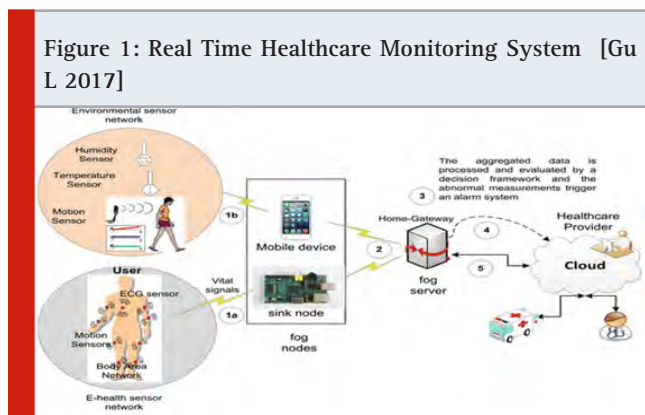 Figure 1: Real Time Healthcare Monitoring System [Gu
L 2017]
Environmental sensor
network
Humidity
Sensor
Temperature
Sensor
Motion
Sensor
1b
User
ECG sensor
Motion
Sensors
Body Area
Network
E-health sensor
network
Vital
signals
1a
Mobile device
sink node
fog
nodes
2
3
The aggregated data is
processed and evaluated by a
decision framework and the
abnormal measurements trigger
an alarm system
Home-Gateway
fog
server
4
5
Healthcare
Provider
Cloud